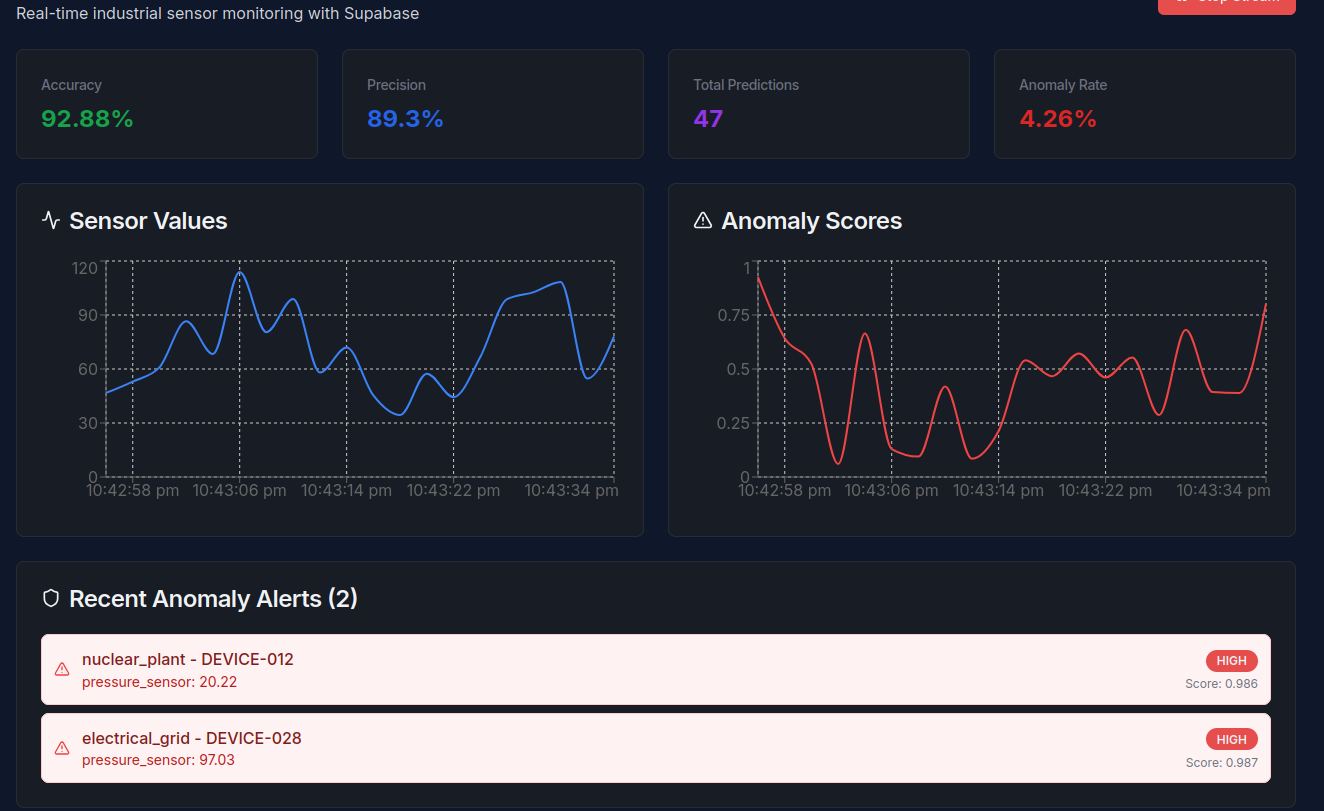 Real-time industrial sensor monitoring with Supabase
Stop Stream
Accuracy
92.88%
Precision
89.3%
Total Predictions
47
Anomaly Rate
4.26%
Sensor Values
120
90
60
30
0
10:42:58 pm 10:43:06 pm 10:43:14 pm 10:43:22 pm 10:43:34 pm
Anomaly Scores
1
0.75
0.5
0.25
0
10:42:58 pm 10:43:06 pm 10:43:14 pm 10:43:22 pm 10:43:34 pm
Recent Anomaly Alerts (2)
nuclear_plant - DEVICE-012
pressure_sensor: 20.22
HIGH
Score: 0.986
electrical_grid - DEVICE-028
pressure_sensor: 97.03
HIGH
Score: 0.987